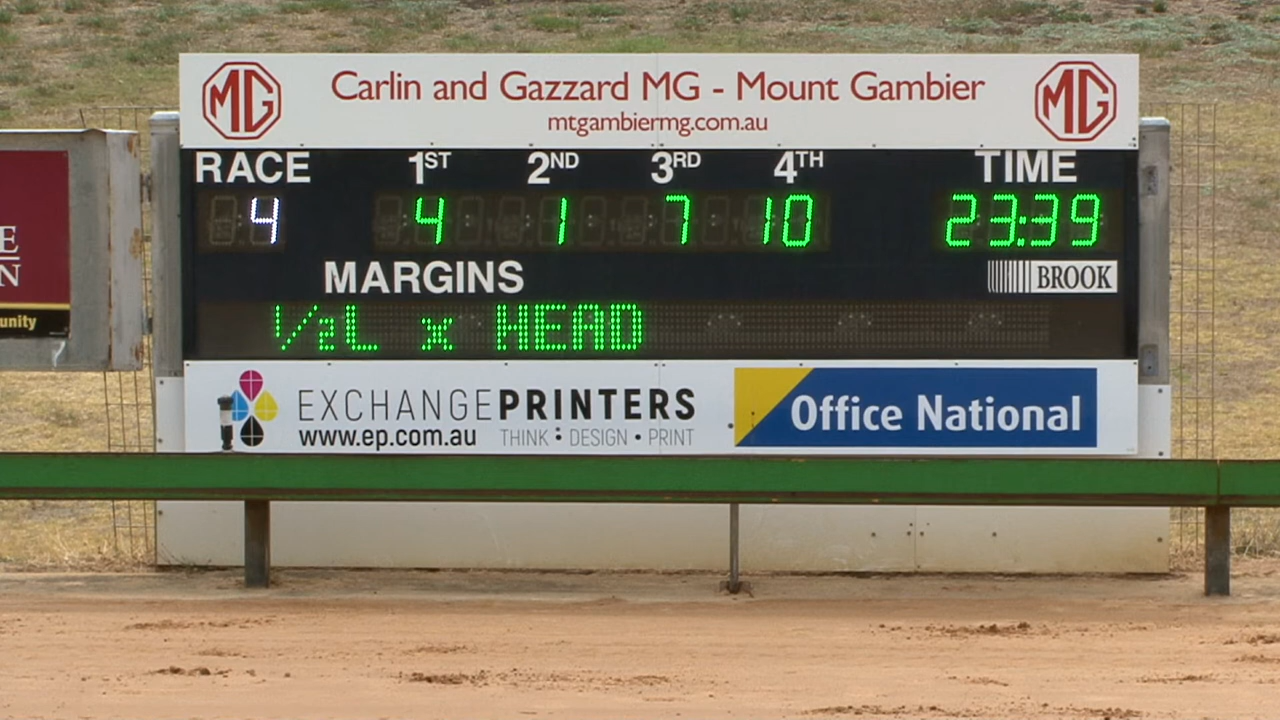 MG Carlin and Gazzard MG - Mount Gambier MG
mtgambiermg.com.au
RACE 1ST 2ND 3RD 4TH TIME
4 4 1 7 10 23:39
MARGINS BROOK
½L x HEAD
E
N
unity
EXCHANGEPRINTERS
www.ep.com.au THINK : DESIGN • PRINT
Office National